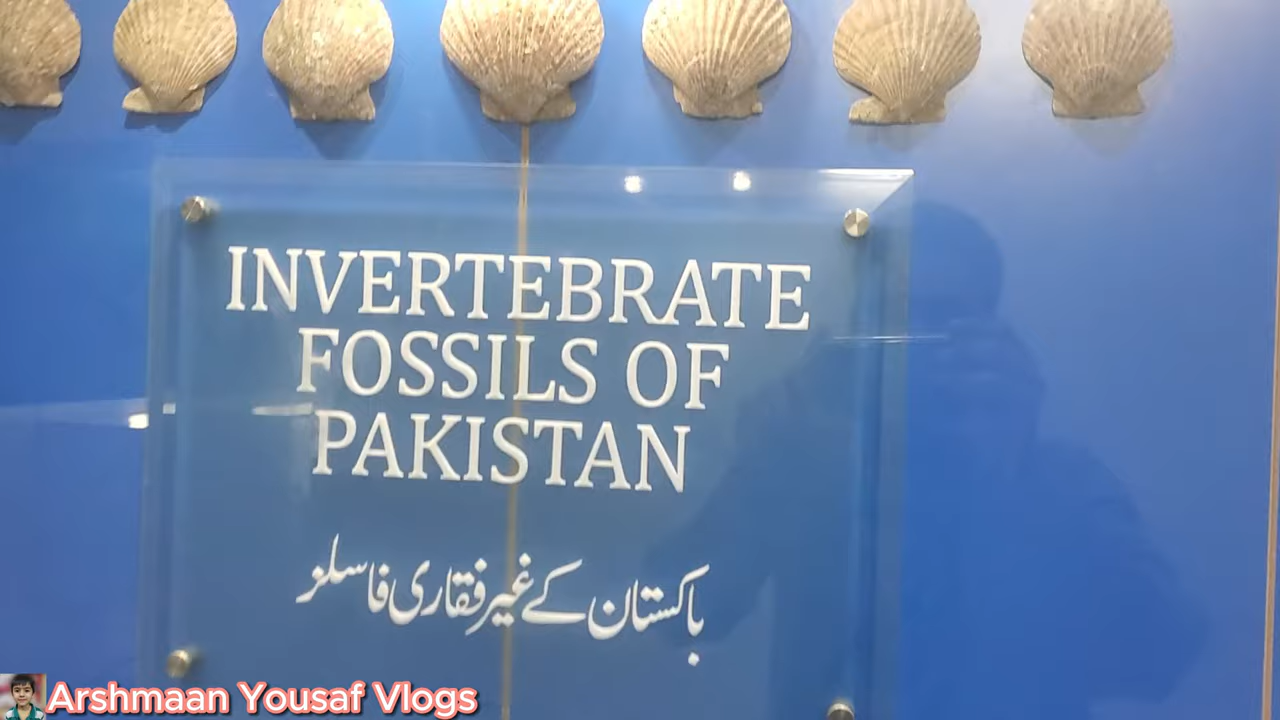 INVERTEBRATE
FOSSILS OF
PAKISTAN
پاکستان کے غیر فقاری فاسلز
Arshmaan Yousaf Vlogs